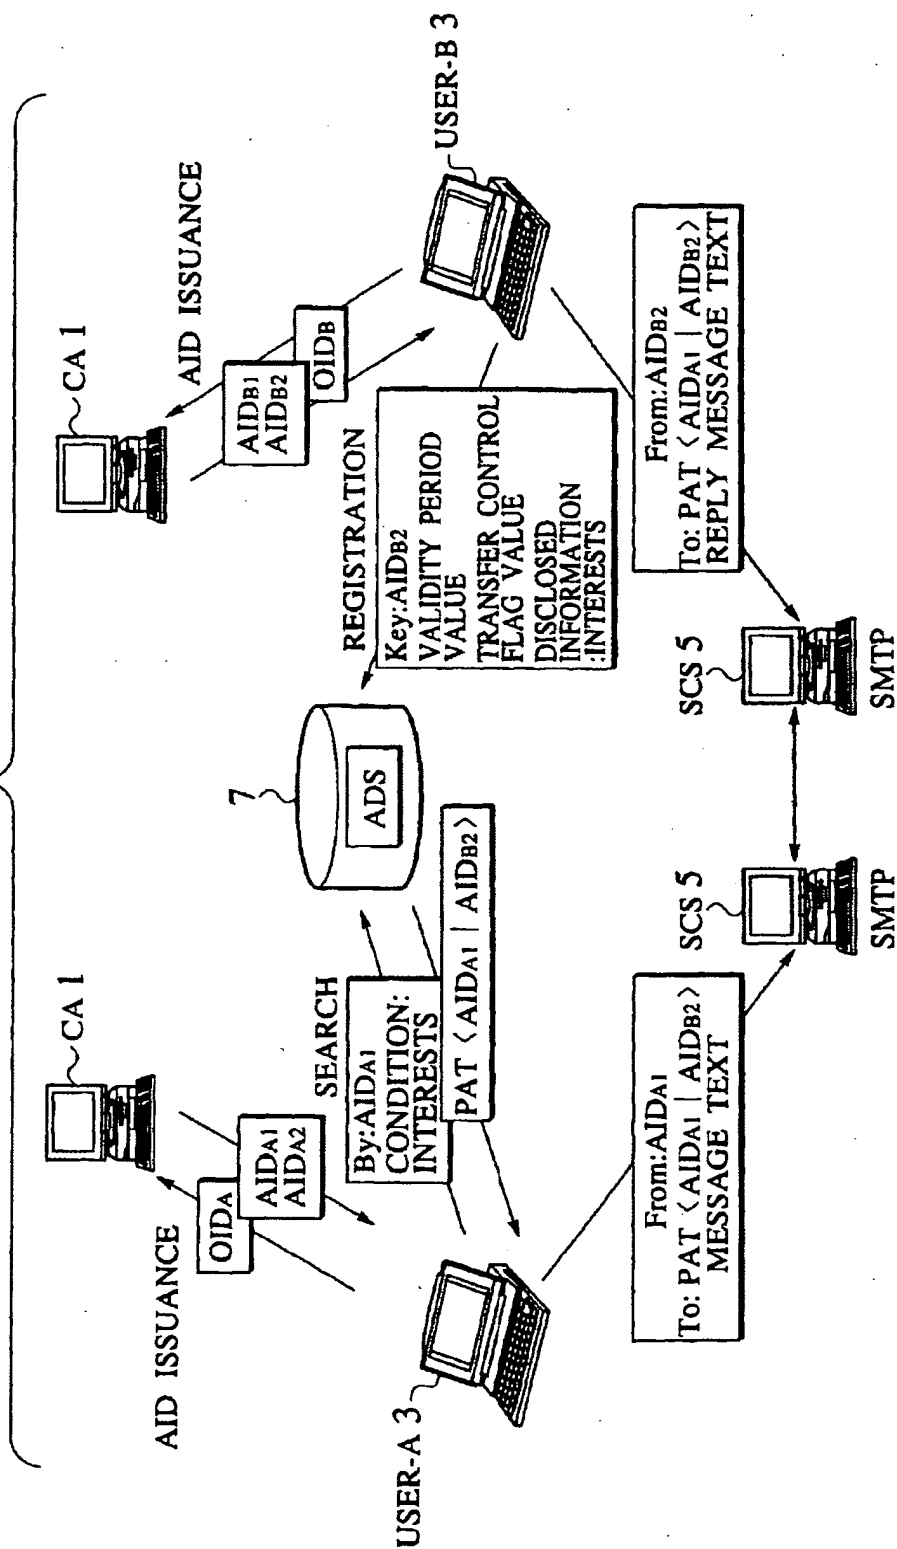 CA 1
CA 1
AID ISSUANCE
OIDA
AIDA1
AIDA2
AID ISSUANCE
AIDB1
AIDB2
OIDB
7
ADS
SEARCH
By:AIDA1
CONDITION:
INTERESTS
PAT < AIDA1 | AIDB2 >
REGISTRATION
Key:AIDB2
VALIDITY PERIOD
VALUE
TRANSFER CONTROL
FLAG VALUE
DISCLOSED
INFORMATION
:INTERESTS
USER-A 3
USER-B 3
From:AIDA1
To: PAT < AIDA1 | AIDB2 >
MESSAGE TEXT
SCS 5
SMTP
SCS 5
SMTP
From:AIDB2
To: PAT < AIDA1 | AIDB2 >
REPLY MESSAGE TEXT